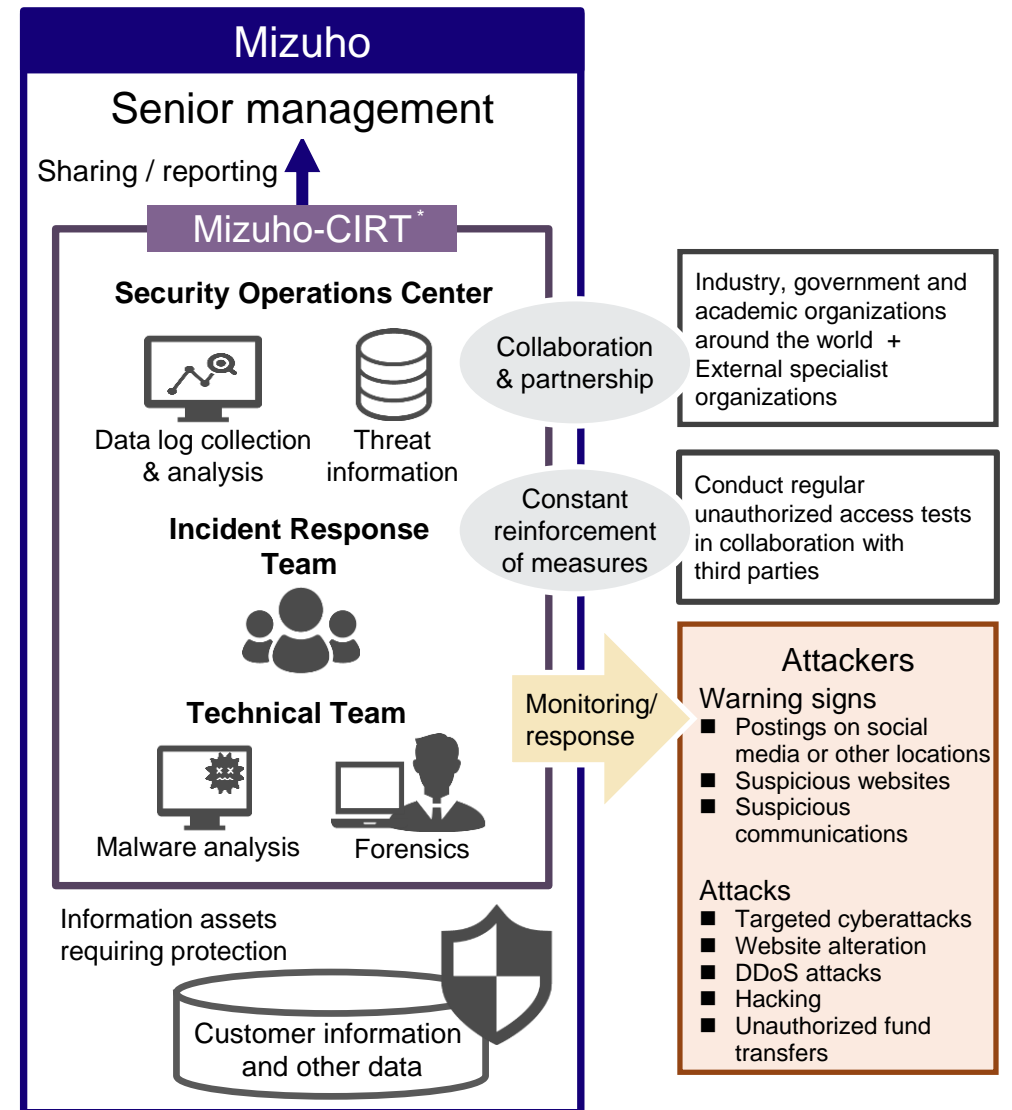 Mizuho
Senior management
Sharing / reporting
Mizuho-CIRT*
Security Operations Center
Data log collection
& analysis
Threat
information
Incident Response
Team
Technical Team
Malware analysis
Forensics
Information assets
requiring protection
Customer information
and other data
Collaboration
& partnership
Industry, government and
academic organizations
around the world +
External specialist
organizations
Constant
reinforcement
of measures
Conduct regular
unauthorized access tests
in collaboration with
third parties
Monitoring/
response
Attackers
Warning signs
■ Postings on social
media or other locations
■ Suspicious websites
■ Suspicious
communications
Attacks
■ Targeted cyberattacks
■ Website alteration
■ DDoS attacks
■ Hacking
■ Unauthorized fund
transfers